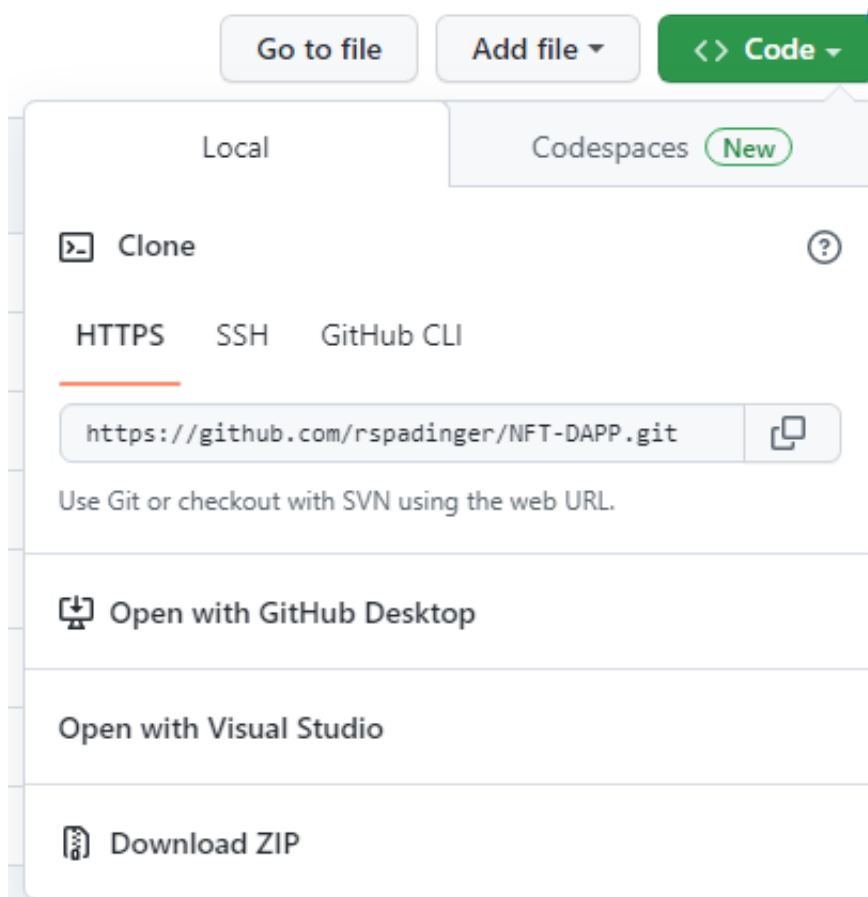 Go to file Add file <> Code
Local Codespaces New
Clone
HTTPS SSH GitHub CLI
https://github.com/rspadinger/NFT-DAPP.git
Use Git or checkout with SVN using the web URL.
Open with GitHub Desktop
Open with Visual Studio
Download ZIP